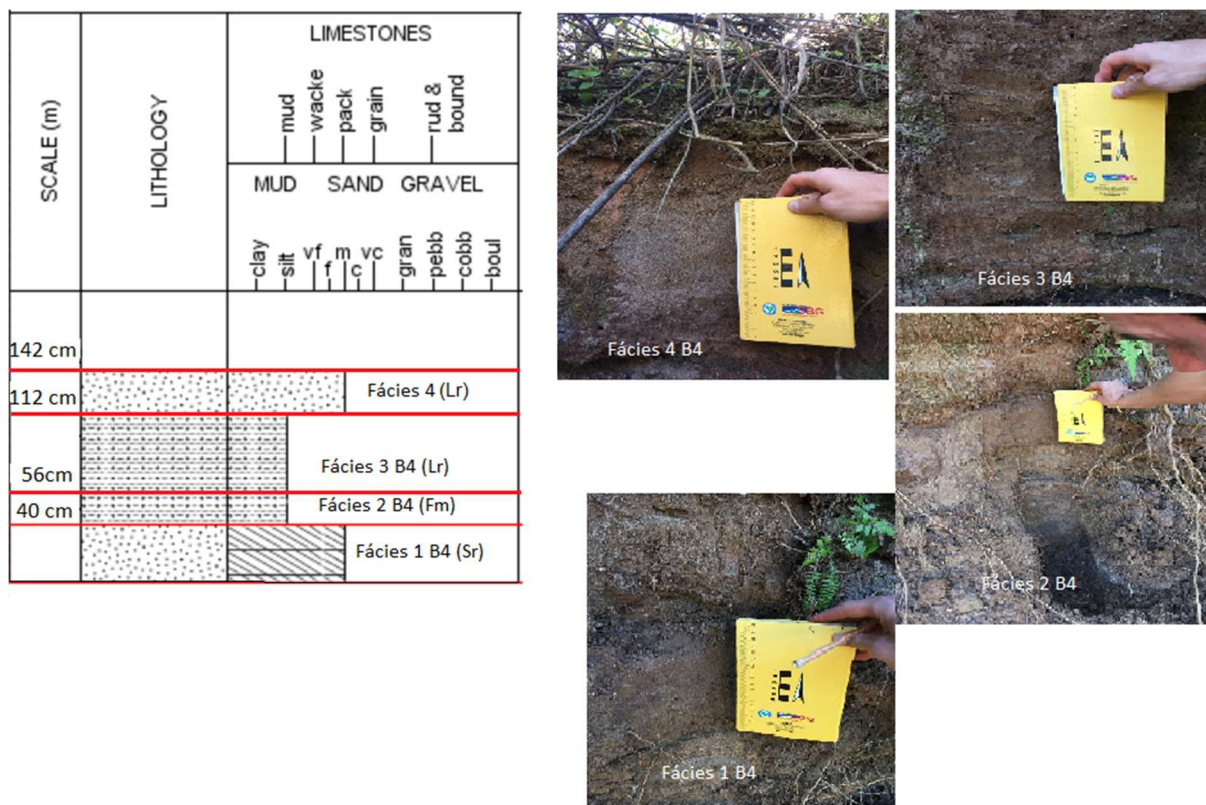 SCALE (m)
LITHOLOGY
LIMESTONES
mud
wacke
pack
grain
rud &
bound
MUD SAND GRAVEL
clay
silt
vf
f
m
c
vc
gran
pebb
cobb
boul
142 cm
112 cm
Fácies 4 (Lr)
56cm
Fácies 3 B4 (Lr)
40 cm
Fácies 2 B4 (Fm)
Fácies 1 B4 (Sr)
Fácies 4 B4
Fácies 3 B4
Fácies 2 B4
Fácies 1 B4